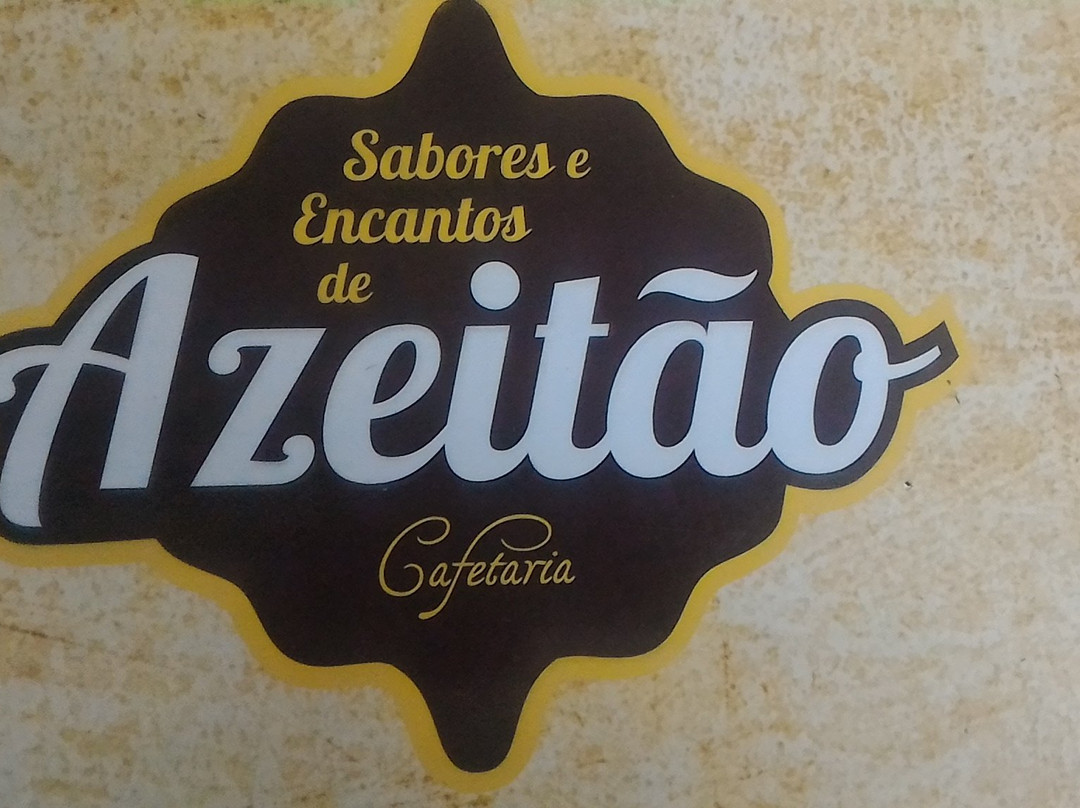 Sabores e
Encantos
de
Azeitão
Cafetaria